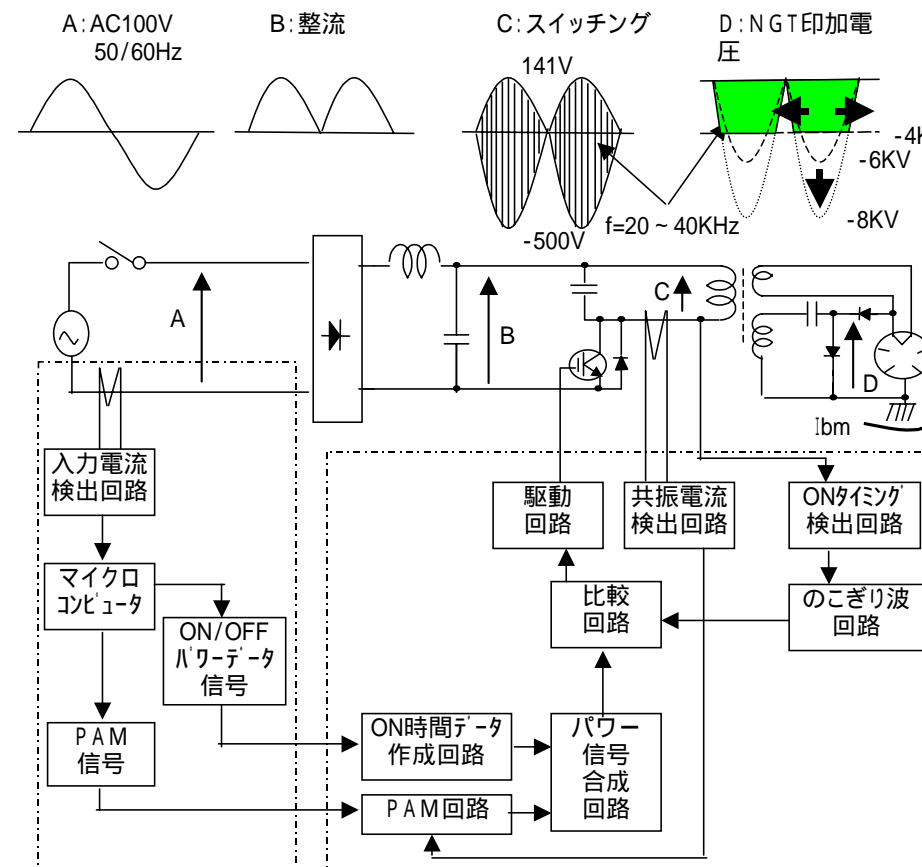 A:AC100V
50/60Hz
B:整流
C:スイッチング
D:NGT印加電
圧
141V
-500V
f=20~40KHz
-4K
-6KV
-8KV
A
B
C
D
Ibm
入力電流
検出回路
マイクロ
コンピュータ
ON/OFF
パワーデータ
信号
PAM
信号
駆動
回路
共振電流
検出回路
ONタイミング
検出回路
比較
回路
のこぎり波
回路
ON時間データ
作成回路
パワー
信号
合成
回路
PAM回路